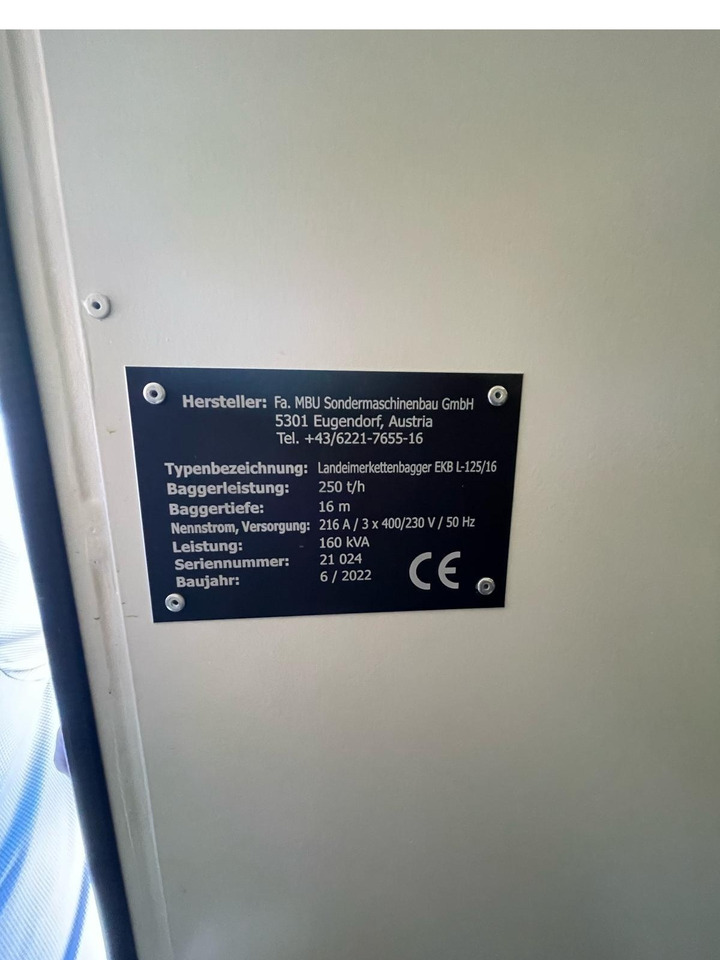 Hersteller: Fa. MBU Sondermaschinenbau GmbH
5301 Eugendorf, Austria
Tel. +43/6221-7655-16
Typenbezeichnung: Landeimerkettenbagger EKB L-125/16
Baggerleistung: 250 t/h
Baggertiefe: 16 m
Nennstrom, Versorgung: 216 A / 3 x 400/230 V / 50 Hz
Leistung: 160 kVA
Seriennummer: 21 024
Baujahr: 6 / 2022
CE